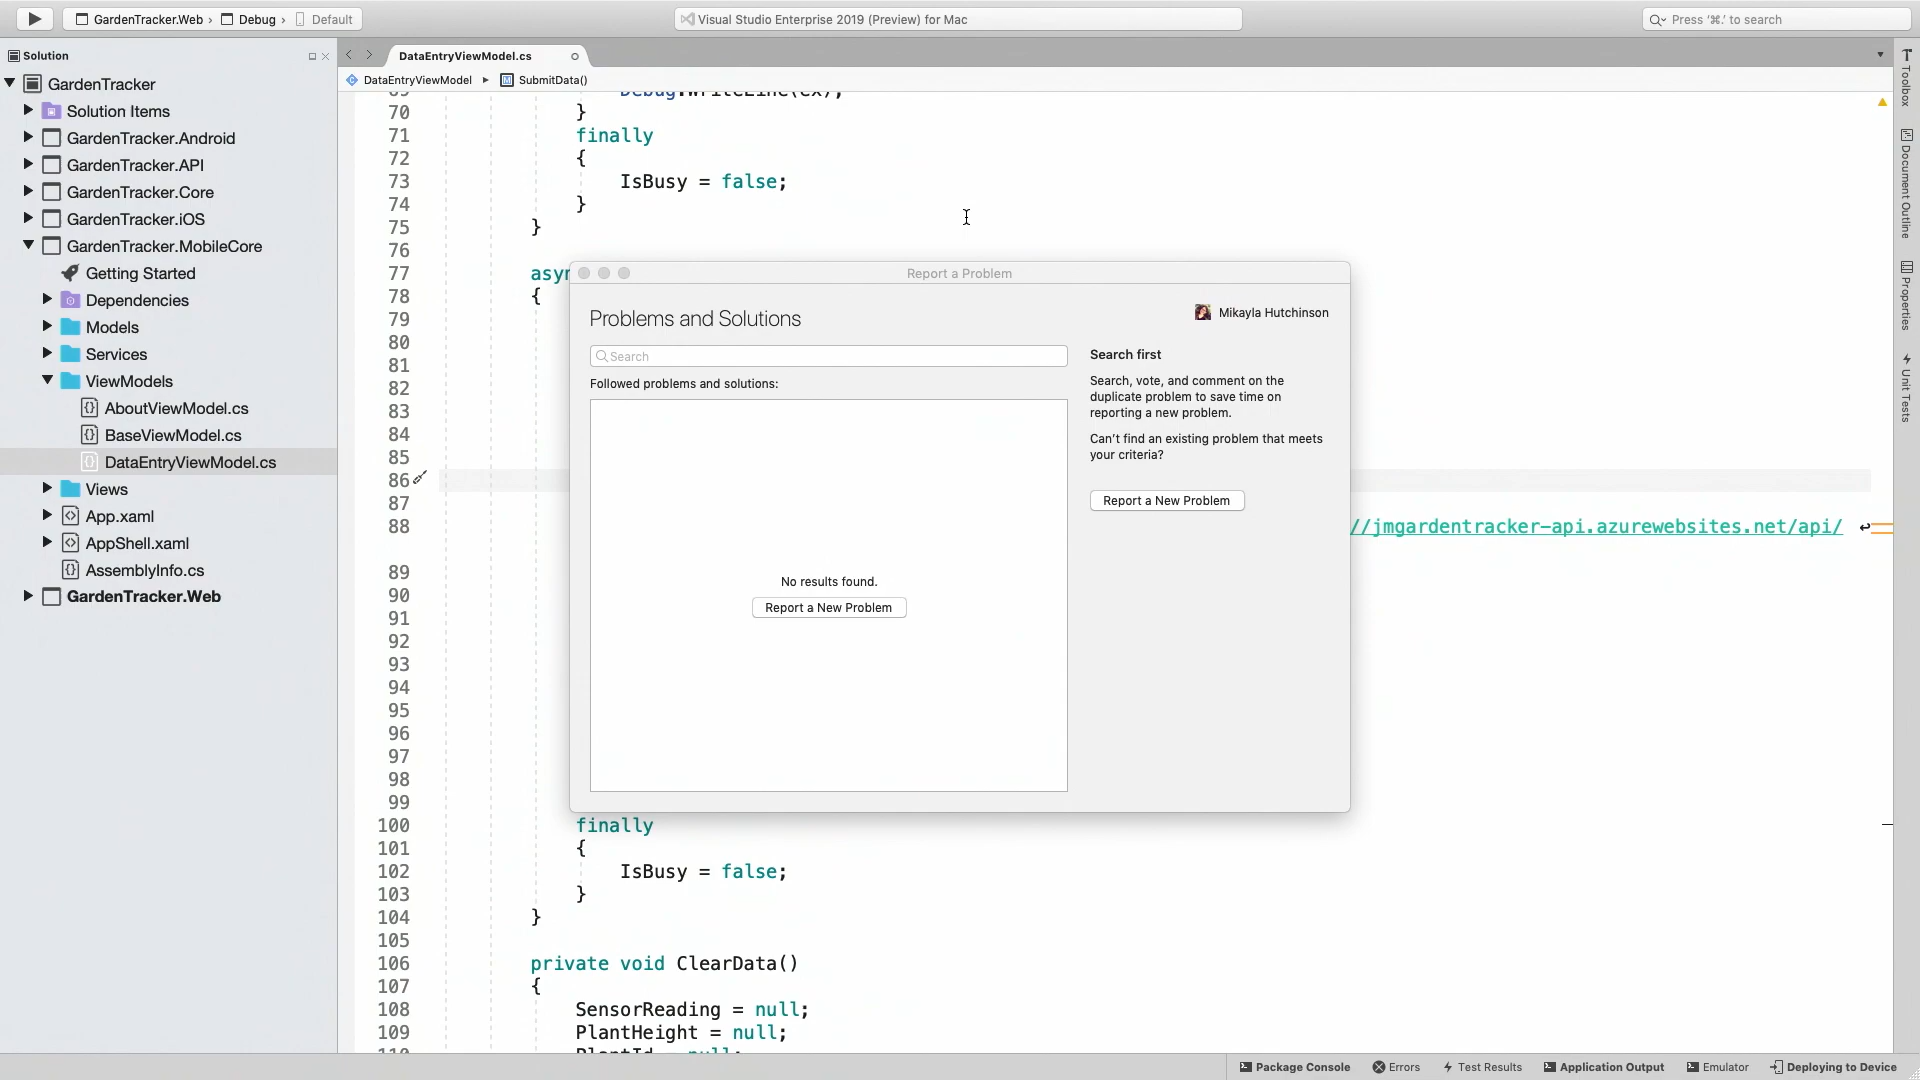 GardenTracker.Web › Debug › Default
Visual Studio Enterprise 2019 (Preview) for Mac
Press '⌘.' to search
Solution
GardenTracker
Solution Items
GardenTracker.Android
GardenTracker.API
GardenTracker.Core
GardenTracker.iOS
GardenTracker.MobileCore
Getting Started
Dependencies
Models
Services
ViewModels
AboutViewModel.cs
BaseViewModel.cs
DataEntryViewModel.cs
Views
App.xaml
AppShell.xaml
AssemblyInfo.cs
GardenTracker.Web
DataEntryViewModel.cs
DataEntryViewModel ▸ SubmitData()
69 Debug.WriteLine(ex);
70 }
71 finally
72 {
73 IsBusy = false;
74 }
75 }
76
77 asyn
78 {
79
80
81
82
83
84
85
86
87
88 //jmgardentracker-api.azurewebsites.net/api/
89
90
91
92
93
94
95
96
97
98
99
100 finally
101 {
102 IsBusy = false;
103 }
104 }
105
106 private void ClearData()
107 {
108 SensorReading = null;
109 PlantHeight = null;
110 PlantId = null;
Report a Problem
Problems and Solutions
Mikayla Hutchinson
Search
Followed problems and solutions:
No results found.
Report a New Problem
Search first
Search, vote, and comment on the
duplicate problem to save time on
reporting a new problem.
Can't find an existing problem that meets
your criteria?
Report a New Problem
Toolbox
Document Outline
Properties
Unit Tests
Package Console
Errors
Test Results
Application Output
Emulator
Deploying to Device